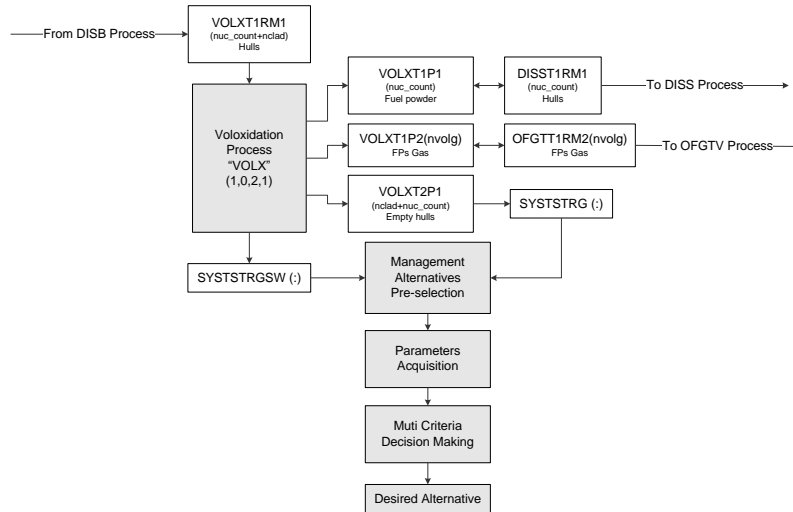 VOLXT1RM1
(nuc_count+nclad)
Hulls
From DISB Process
VOLXT1P1
(nuc_count)
Fuel powder
DISST1RM1
(nuc_count)
Hulls
To DISS Process
Voloxidation
Process
“VOLX”
(1,0,2,1)
VOLXT1P2(nvolg)
FPs Gas
OFGTT1RM2(nvolg)
FPs Gas
To OFGTV Process
VOLXT2P1
(nclad+nuc_count)
Empty hulls
SYSTSTRG (:)
SYSTSTRGSW (:)
Management
Alternatives
Pre-selection
Parameters
Acquisition
Muti Criteria
Decision Making
Desired Alternative